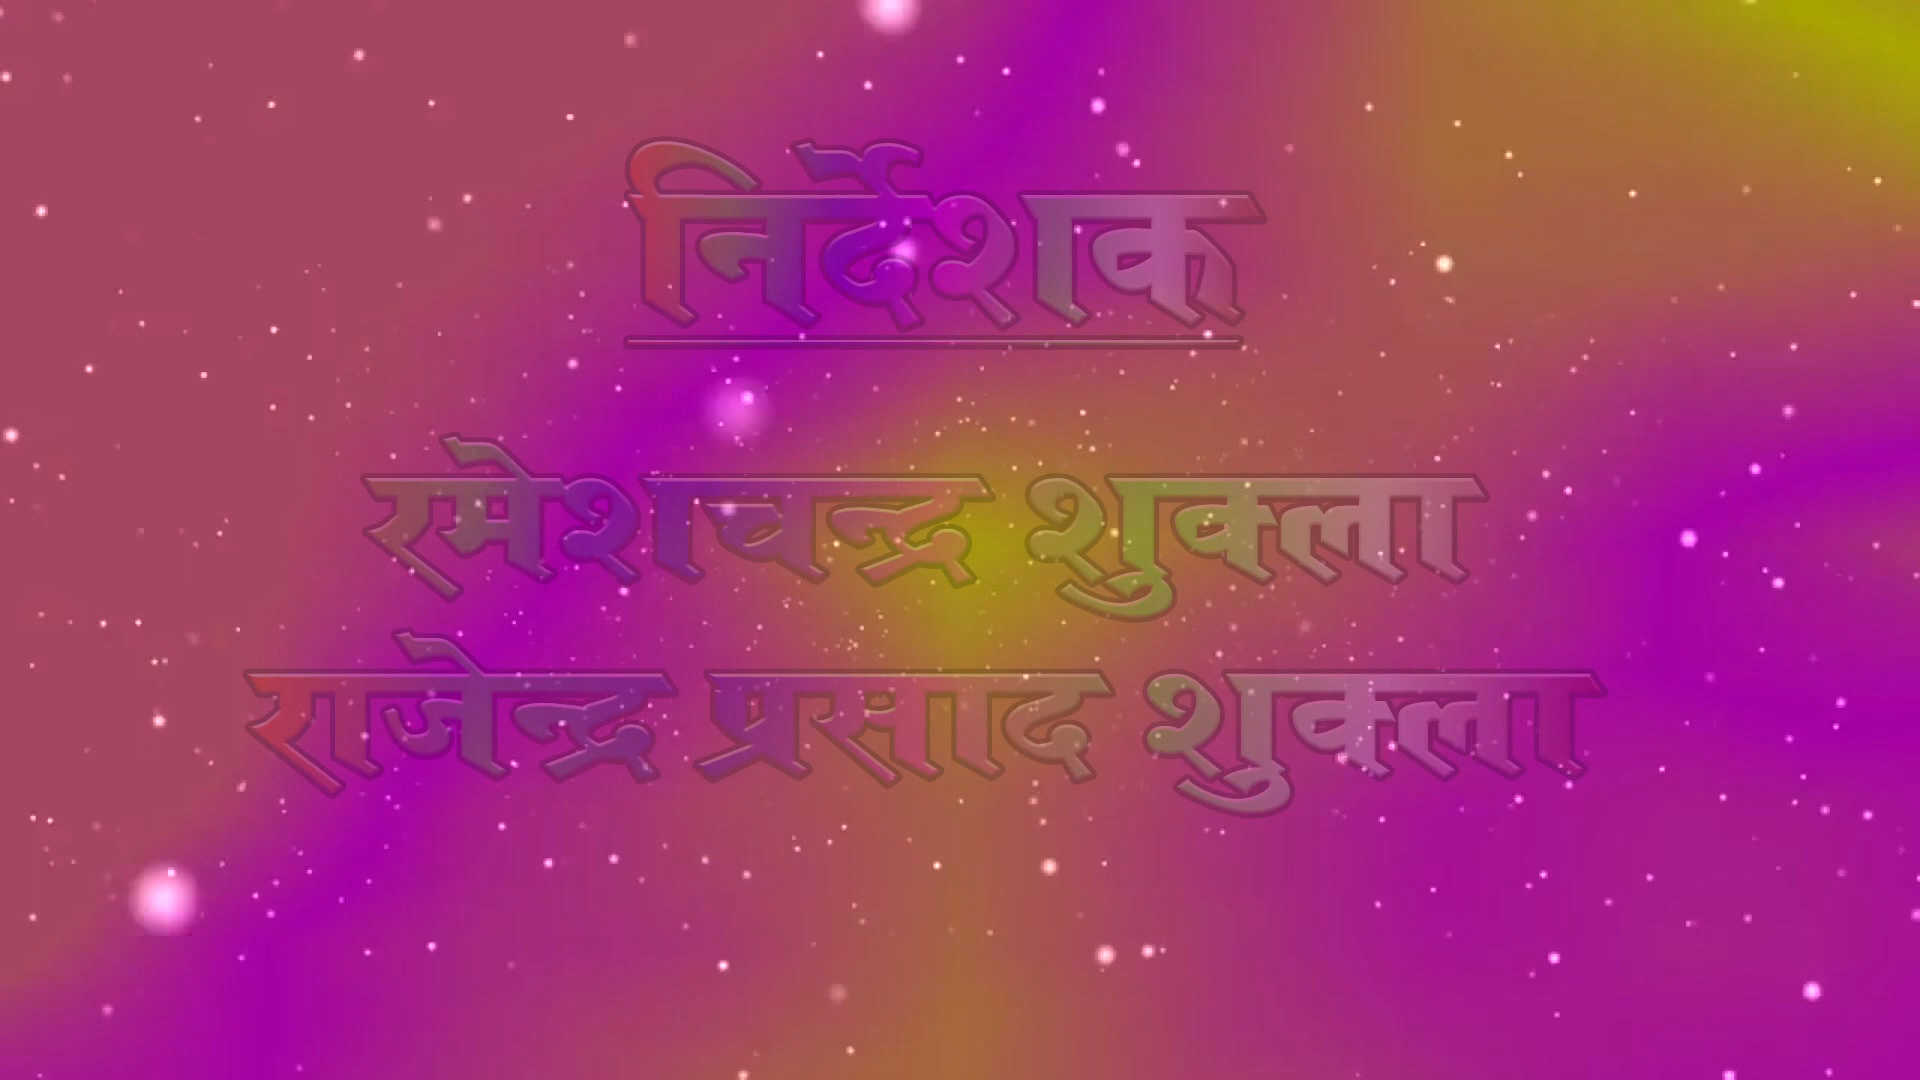 निर्देशक
रमेशचन्द्र शुक्ला
राजेन्द्र प्रसाद शुक्ला